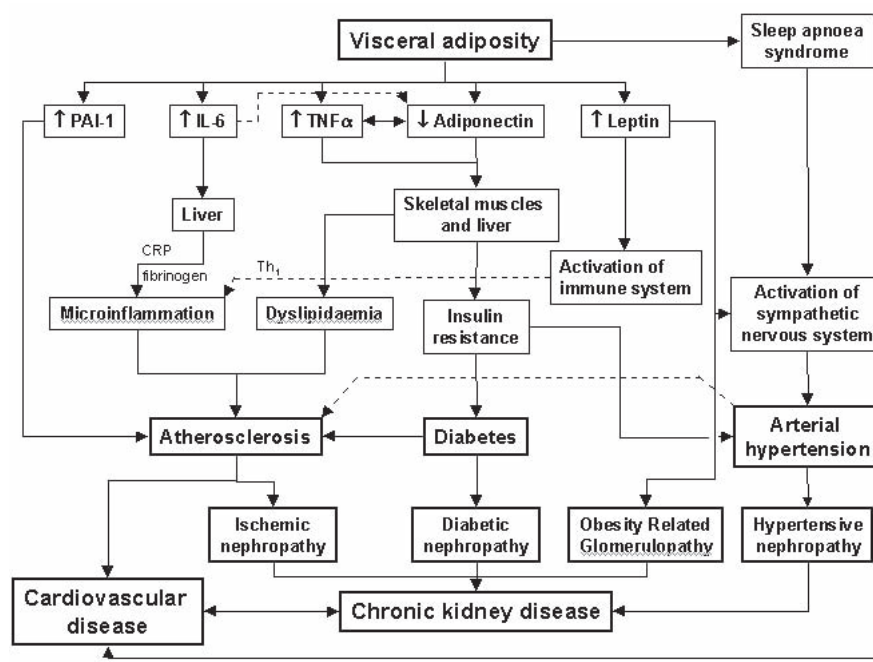 Visceral adiposity
Sleep apnoea
syndrome
↑ PAI-1
↑ IL-6
↑ TNFα
↓ Adiponectin
↑ Leptin
Liver
Skeletal muscles
and liver
CRP
fibrinogen
Th1
Activation of
immune system
Microinflammation
Dyslipidaemia
Insulin
resistance
Activation of
sympathetic
nervous system
Atherosclerosis
Diabetes
Arterial
hypertension
Ischemic
nephropathy
Diabetic
nephropathy
Obesity Related
Glomerulopathy
Hypertensive
nephropathy
Cardiovascular
disease
Chronic kidney disease